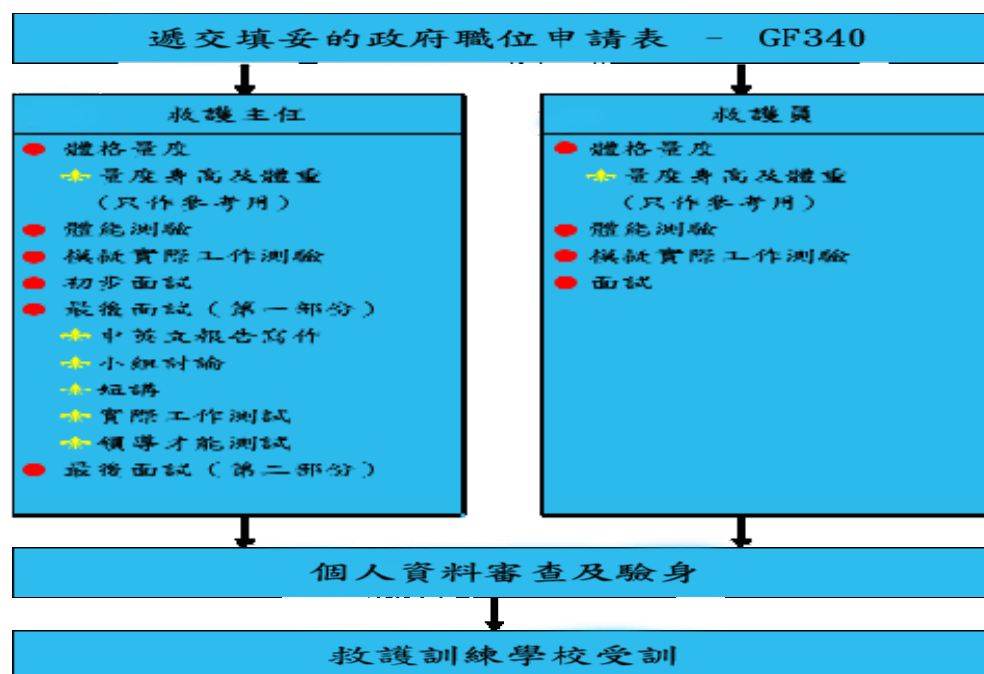 遞交填妥的政府職位申請表 - GF340
救護主任
體格量度
量度身高及體重
(只作參考用)
體能測驗
模擬實際工作測驗
初步面試
最後面試(第一部分)
中英文報告寫作
小組討論
短講
實際工作測試
領導才能測試
最後面試(第二部分)
救護員
體格量度
量度身高及體重
(只作參考用)
體能測驗
模擬實際工作測驗
面試
個人資料審查及驗身
救護訓練學校受訓